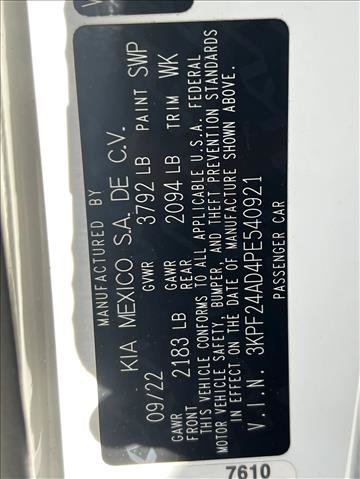 MANUFACTURED BY
KIA MEXICO S.A. DE C.V.
09/22 GVWR 3792 LB PAINT SWP
GAWR FRONT 2183 LB GAWR REAR 2094 LB TRIM WK
THIS VEHICLE CONFORMS TO ALL APPLICABLE U.S.A. FEDERAL
MOTOR VEHICLE SAFETY, BUMPER, AND THEFT PREVENTION STANDARDS
IN EFFECT ON THE DATE OF MANUFACTURE SHOWN ABOVE.
V.I.N. 3KPF24AD4PE540921
PASSENGER CAR
7610